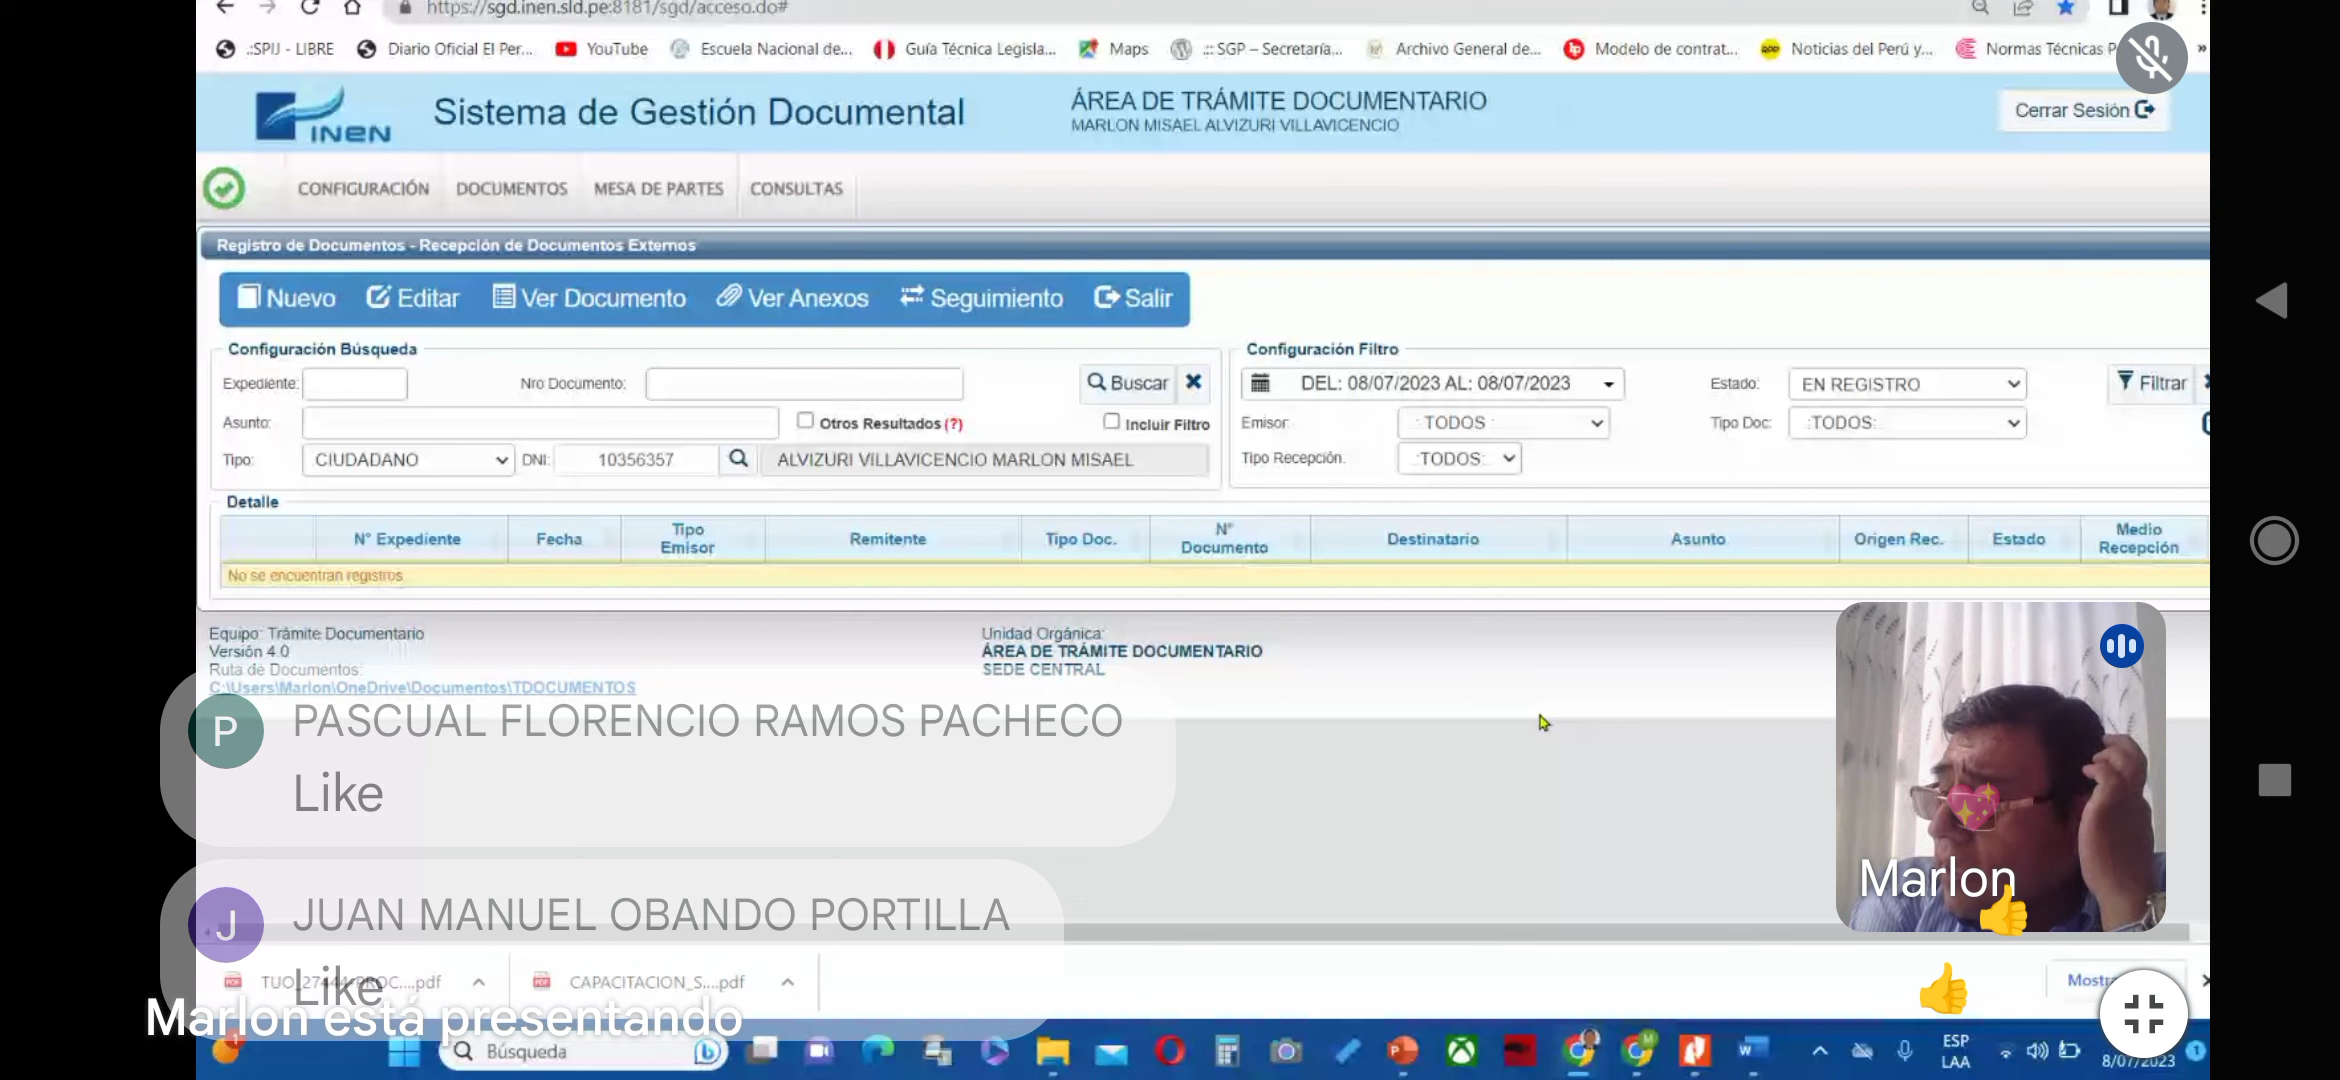 https://sgd.inen.sld.pe:8181/sgd/acceso.do#
.:SPIJ - LIBRE Diario Oficial El Per... YouTube Escuela Nacional de... Guía Técnica Legisla... Maps ::: SGP – Secretaría... Archivo General de... Modelo de contrat... Noticias del Perú y... Normas Técnicas P »
INEN Sistema de Gestión Documental ÁREA DE TRÁMITE DOCUMENTARIO
MARLON MISAEL ALVIZURI VILLAVICENCIO
Cerrar Sesión
CONFIGURACIÓN DOCUMENTOS MESA DE PARTES CONSULTAS
Registro de Documentos - Recepción de Documentos Externos
Nuevo Editar Ver Documento Ver Anexos Seguimiento Salir
Configuración Búsqueda Configuración Filtro
Expediente: Nro Documento: Buscar DEL: 08/07/2023 AL: 08/07/2023 Estado: EN REGISTRO Filtrar
Asunto: Otros Resultados (?) Incluir Filtro Emisor: : TODOS : Tipo Doc: :TODOS:
Tipo: CIUDADANO DNI: 10356357 ALVIZURI VILLAVICENCIO MARLON MISAEL Tipo Recepción: :TODOS:
Detalle
N° Expediente Fecha Tipo Emisor Remitente Tipo Doc. N° Documento Destinatario Asunto Origen Rec. Estado Medio Recepción
No se encuentran registros
Equipo: Trámite Documentario Unidad Orgánica:
Versión 4.0 ÁREA DE TRÁMITE DOCUMENTARIO
Ruta de Documentos: SEDE CENTRAL
C:\Users\Marlon\OneDrive\Documentos\TDOCUMENTOS
P PASCUAL FLORENCIO RAMOS PACHECO
Like
Marlon
J JUAN MANUEL OBANDO PORTILLA
Like
CAPACITACION_S....pdf
Marlon está presentando
1 Búsqueda ESP
LAA
8/07/2023
1